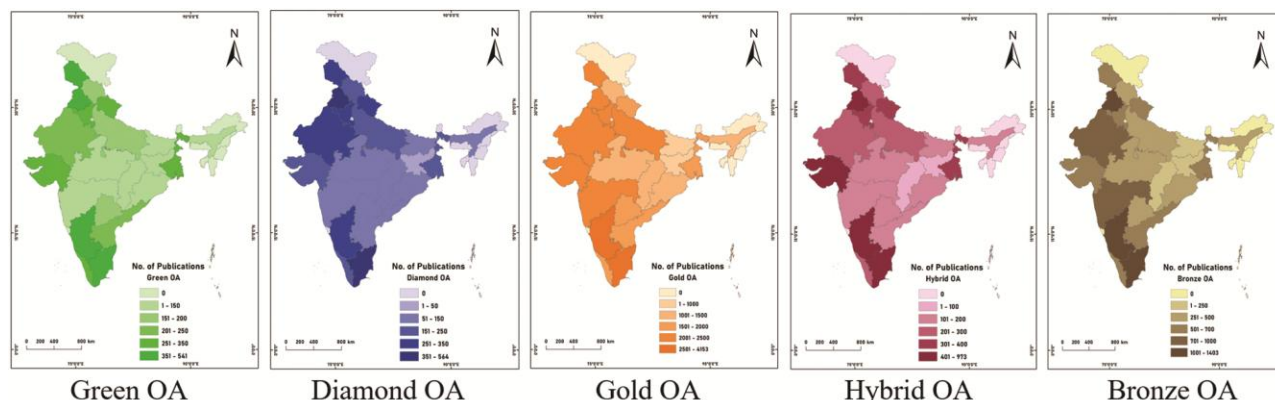 N
N
N
N
N
No. of Publications
Green OA
0
1 - 150
151 - 200
201 - 250
251 - 350
351 - 541
0 400 800 km
No. of Publications
Diamond OA
0
1 - 50
51 - 150
151 - 250
251 - 350
351 - 564
0 400 800 km
No. of Publications
Gold OA
0
1 - 1000
1001 - 1500
1501 - 2000
2001 - 2500
2501 - 4153
0 400 800 km
No. of Publications
Hybrid OA
0
1 - 100
101 - 200
201 - 300
301 - 400
401 - 973
0 400 800 km
No. of Publications
Bronze OA
0
1 - 250
251 - 500
501 - 700
701 - 1000
1001 - 1403
0 400 800 km
Green OA
Diamond OA
Gold OA
Hybrid OA
Bronze OA